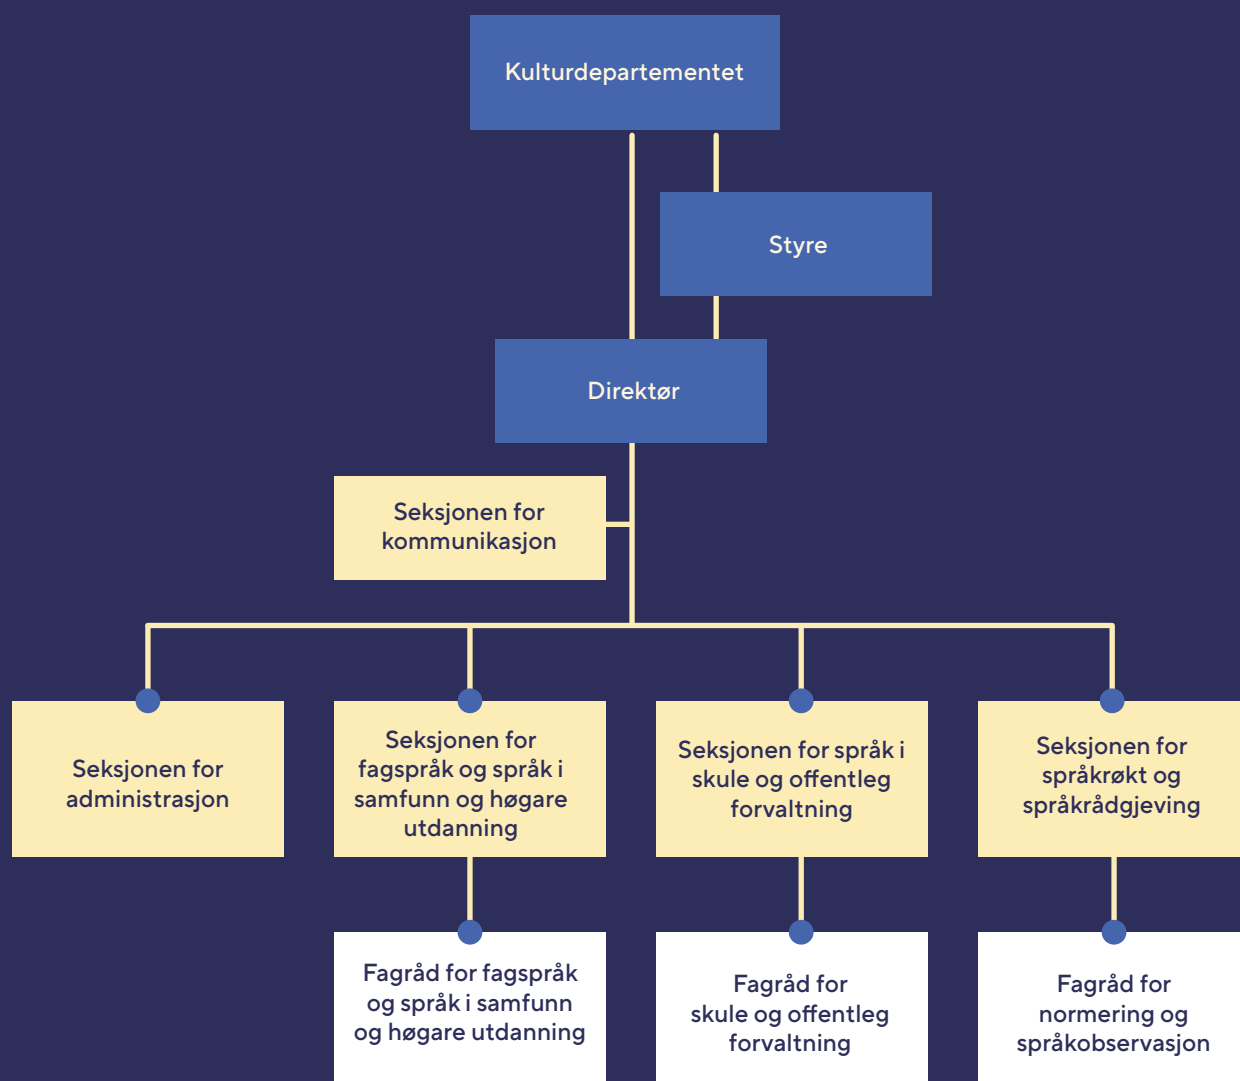 Kulturdepartementet
Styre
Direktør
Seksjonen for
kommunikasjon
Seksjonen for
administrasjon
Seksjonen for
fagspråk og språk i
samfunn og høgare
utdanning
Seksjonen for språk i
skule og offentleg
forvaltning
Seksjonen for
språkrøkt og
språkrådgjeving
Fagråd for fagspråk
og språk i samfunn
og høgare utdanning
Fagråd for
skule og offentleg
forvaltning
Fagråd for
normering og
språkobservasjon